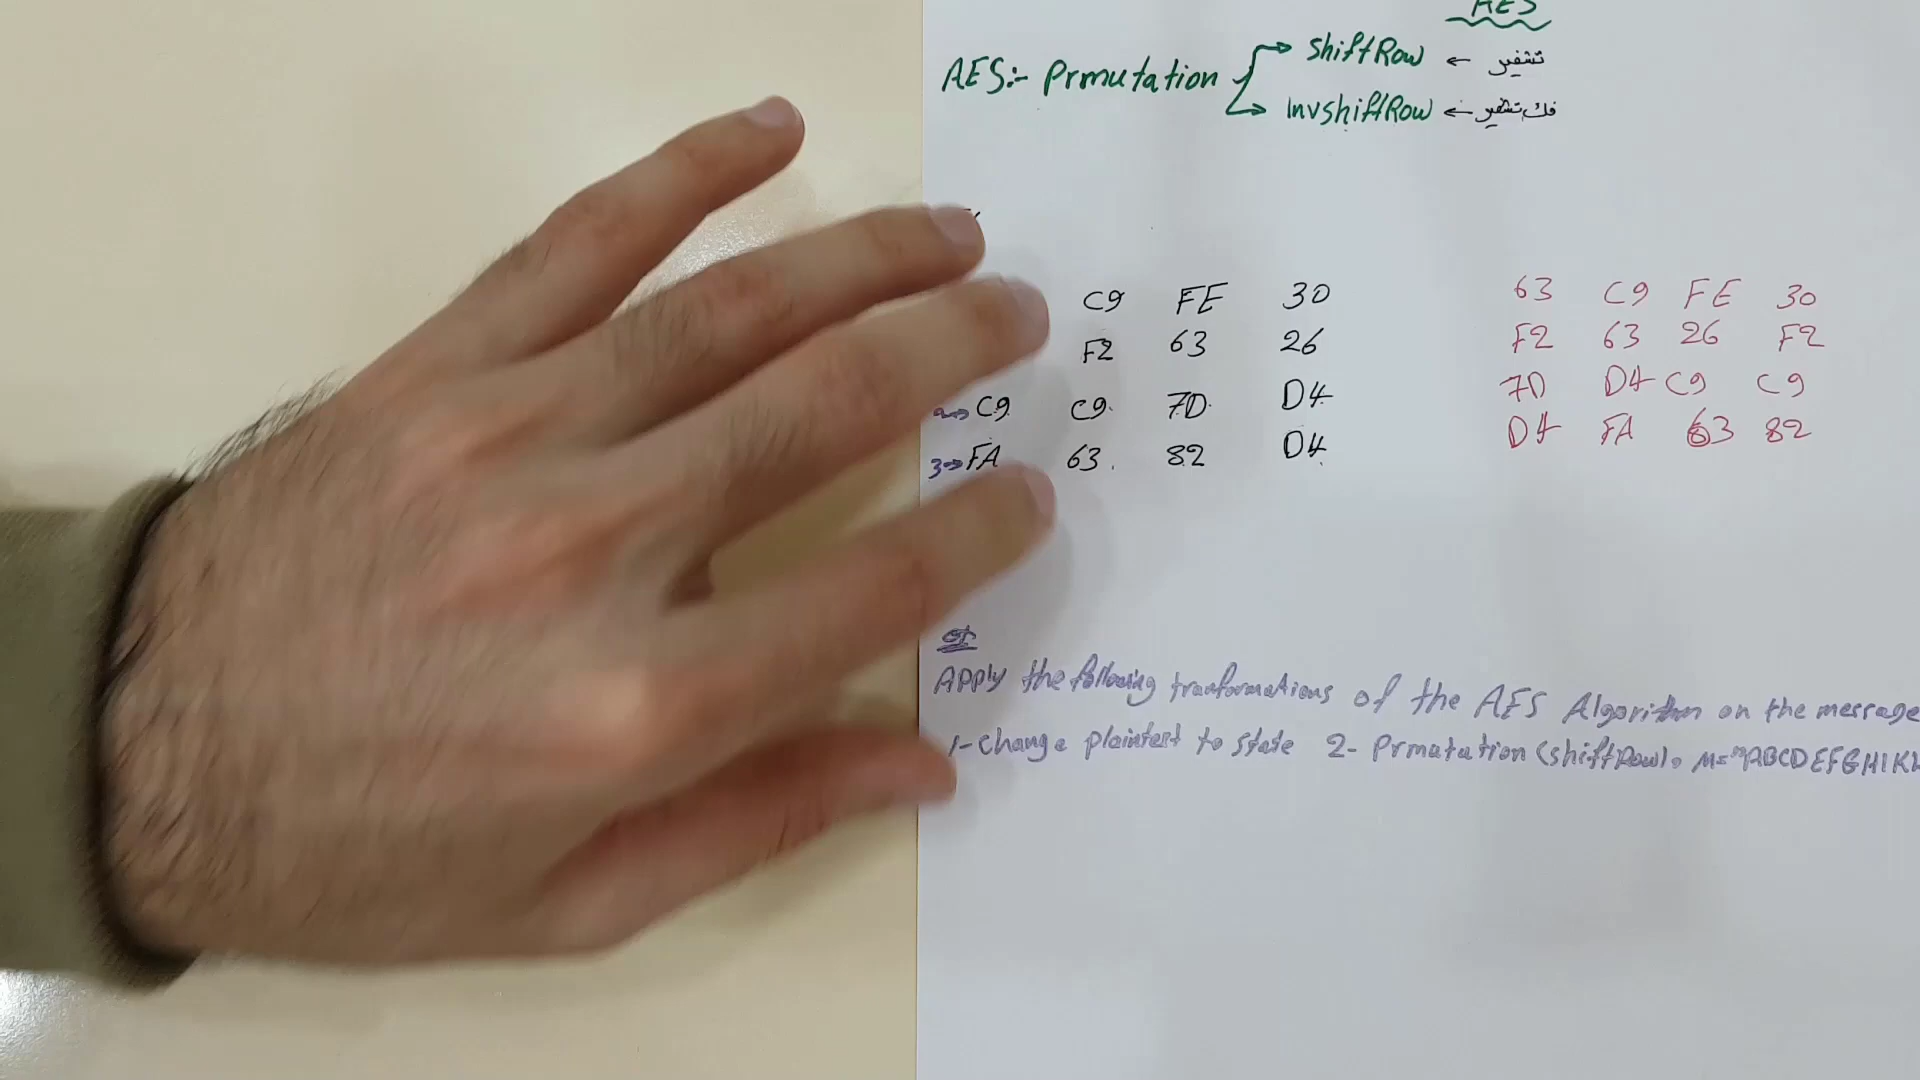 AES
AES:- Prmutation
shiftRow ← تشفير
InvshiftRow ← فك تشفير
C9 FE 30
F2 63 26
2→ C9 C9 7D D4
3→ FA 63 82 D4
63 C9 FE 30
F2 63 26 F2
7D D4 C9 C9
D4 FA 63 82
Apply the following tranformations of the AES Algorithm on the message
1- change plaintext to state 2- Prmutation (shiftRow). M="ABCDEFGHIK